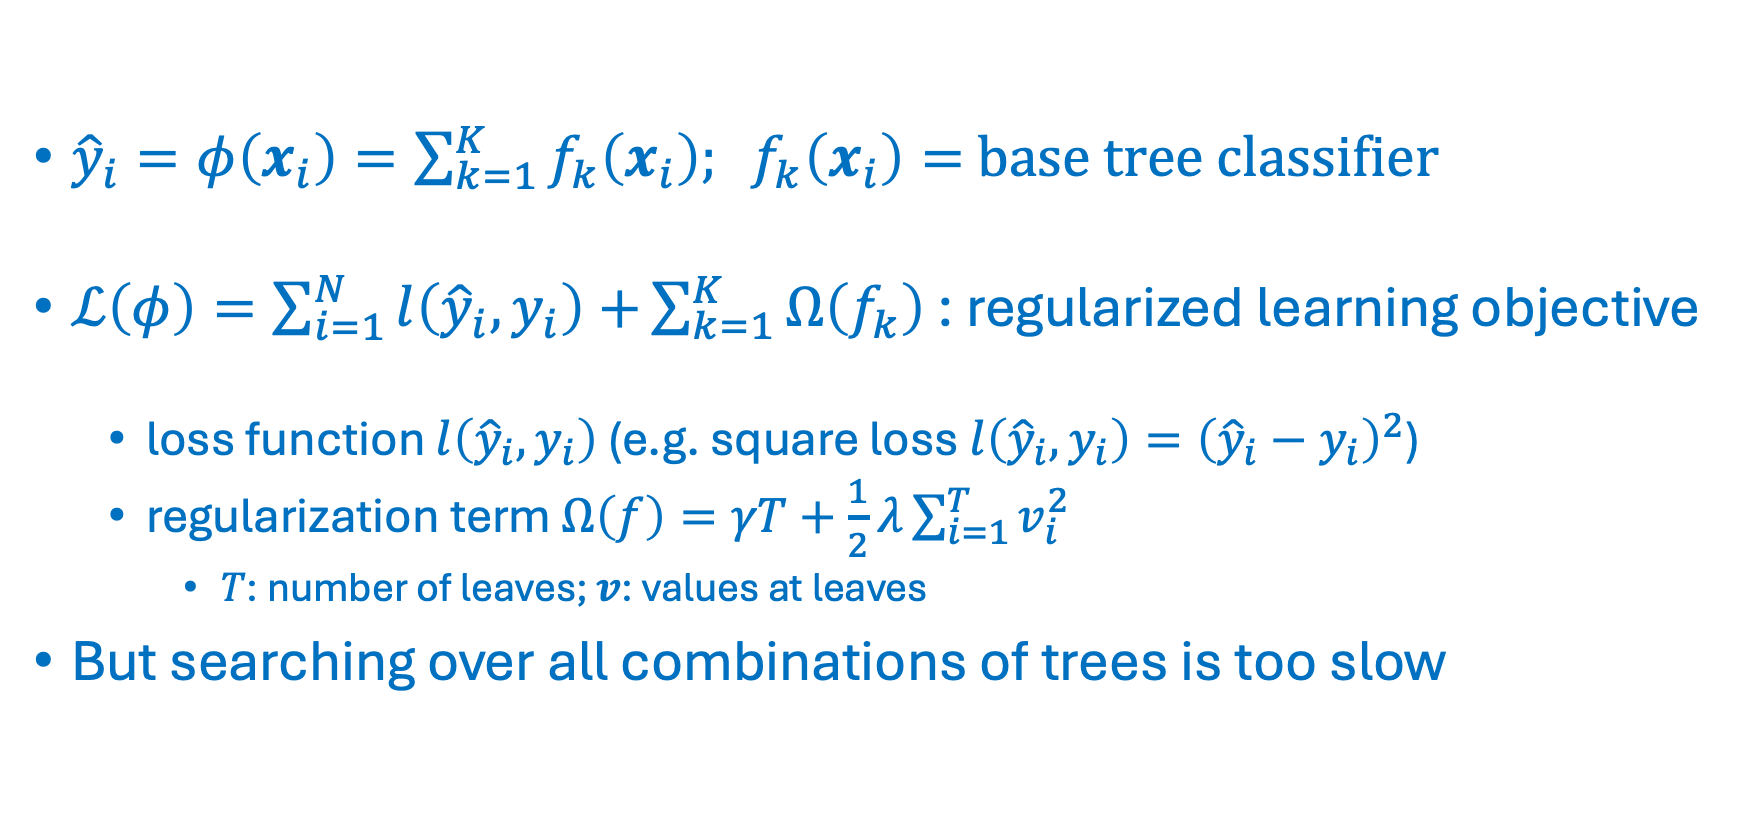 • ŷᵢ = ϕ(𝒙ᵢ) = ∑ₖ₌₁ᴷ fₖ(𝒙ᵢ); fₖ(𝒙ᵢ) = base tree classifier
• ℒ(ϕ) = ∑ᵢ₌₁ᴺ l(ŷᵢ, yᵢ) + ∑ₖ₌₁ᴷ Ω(fₖ) : regularized learning objective
• loss function l(ŷᵢ, yᵢ) (e.g. square loss l(ŷᵢ, yᵢ) = (ŷᵢ − yᵢ)²)
• regularization term Ω(f) = γT + ½ λ ∑ᵢ₌₁ᵀ vᵢ²
• T: number of leaves; 𝒗: values at leaves
• But searching over all combinations of trees is too slow